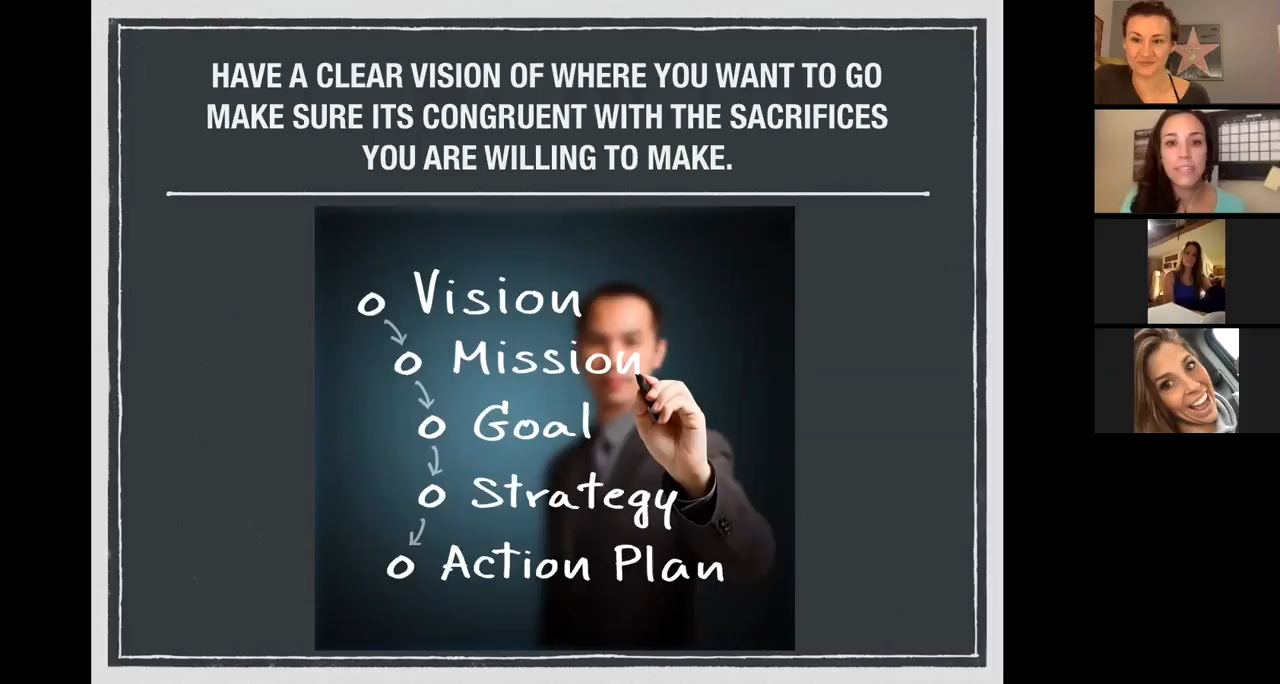 HAVE A CLEAR VISION OF WHERE YOU WANT TO GO
MAKE SURE ITS CONGRUENT WITH THE SACRIFICES
YOU ARE WILLING TO MAKE.
Vision
Mission
Goal
Strategy
Action Plan